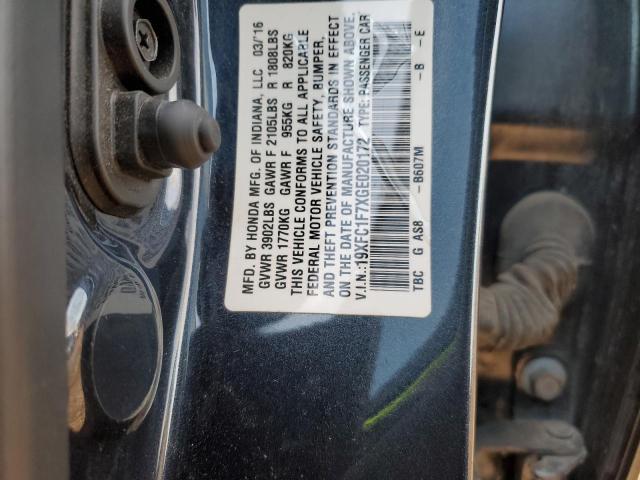 MFD. BY HONDA MFG. OF INDIANA, LLC 03/'16
GVWR 3902LBS GAWR F 2105LBS R 1808LBS
GVWR 1770KG GAWR F 955KG R 820KG
THIS VEHICLE CONFORMS TO ALL APPLICABLE
FEDERAL MOTOR VEHICLE SAFETY, BUMPER,
AND THEFT PREVENTION STANDARDS IN EFFECT
ON THE DATE OF MANUFACTURE SHOWN ABOVE.
V.I.N.:19XFC1F7XGE020172 TYPE: PASSENGER CAR
TBC G AS8 -B607M -B -E